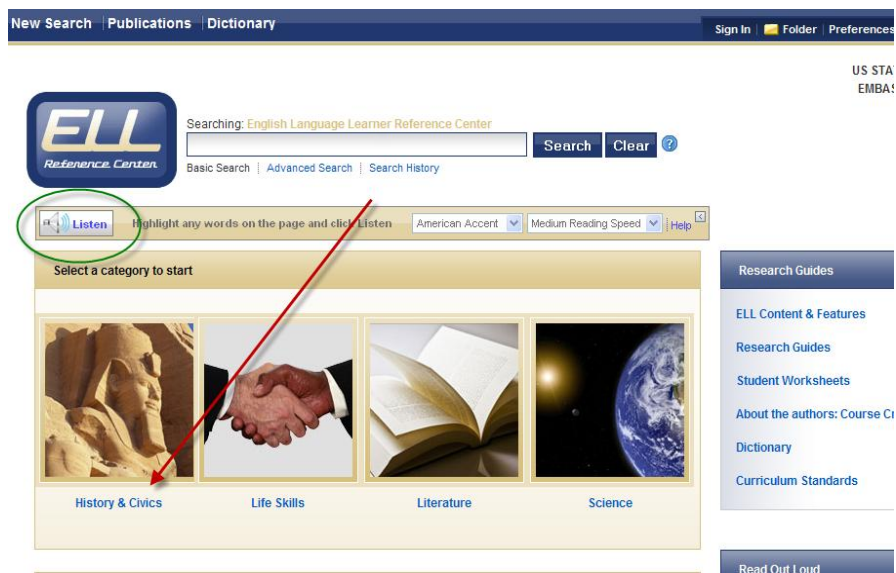 New Search | Publications | Dictionary
Sign In | Folder | Preferences
US STA
EMBAS
ELL
Reference Center
Searching: English Language Learner Reference Center
Search Clear ?
Basic Search | Advanced Search | Search History
Listen Highlight any words on the page and click Listen American Accent Medium Reading Speed | Help
Select a category to start
History & Civics Life Skills Literature Science
Research Guides
ELL Content & Features
Research Guides
Student Worksheets
About the authors: Course Cr
Dictionary
Curriculum Standards
Read Out Loud